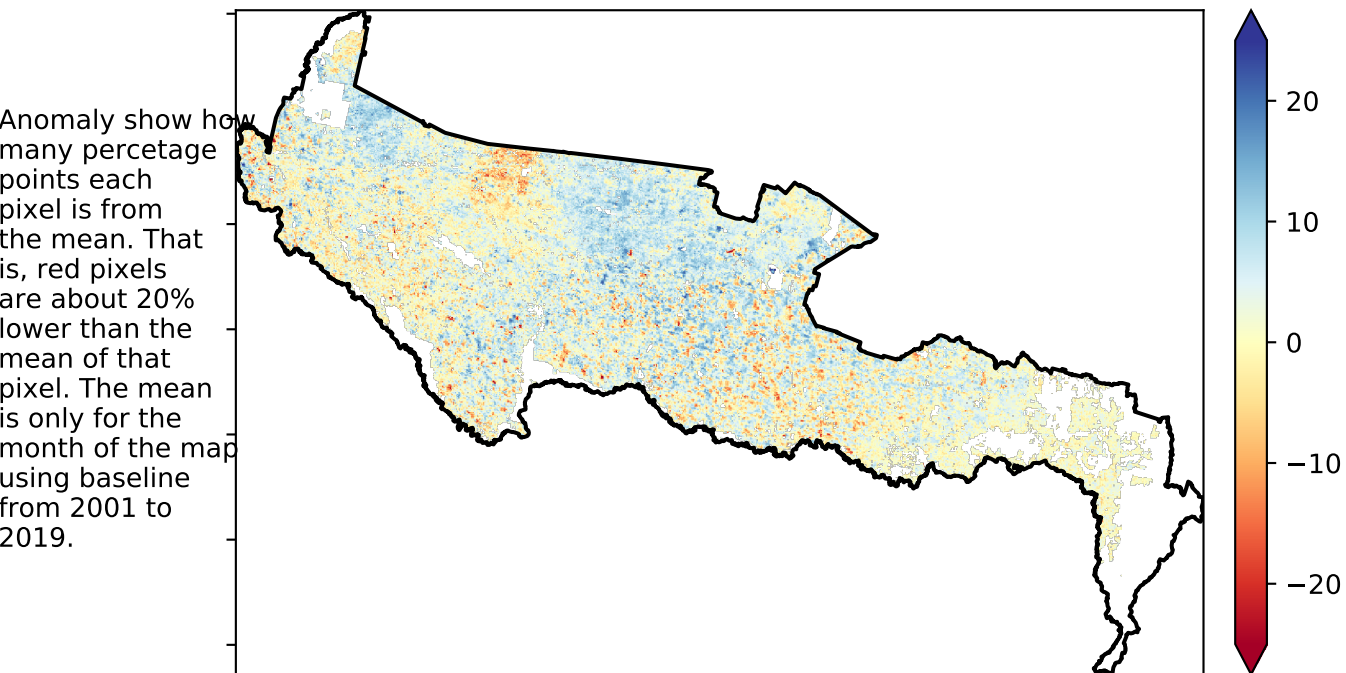 Anomaly show how
many percetage
points each
pixel is from
the mean. That
is, red pixels
are about 20%
lower than the
mean of that
pixel. The mean
is only for the
month of the map
using baseline
from 2001 to
2019.
20
10
0
−10
−20